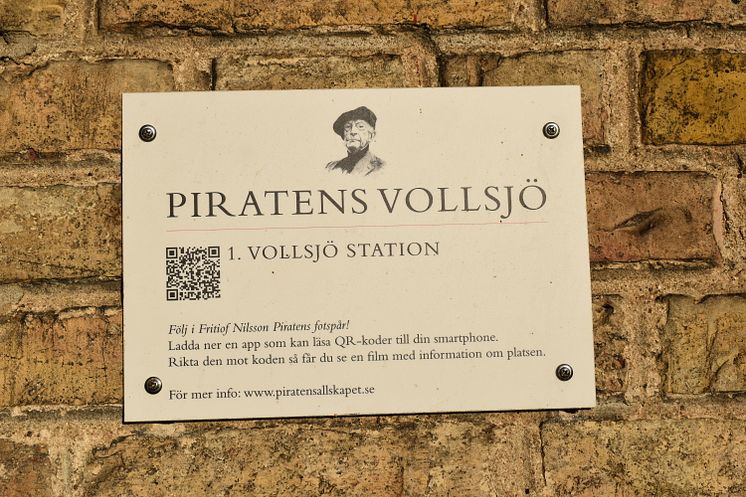 PIRATENS VOLLSJÖ
1. VOLLSJÖ STATION
Följ i Fritiof Nilsson Piratens fotspår!
Ladda ner en app som kan läsa QR-koder till din smartphone.
Rikta den mot koden så får du se en film med information om platsen.
För mer info: www.piratensallskapet.se